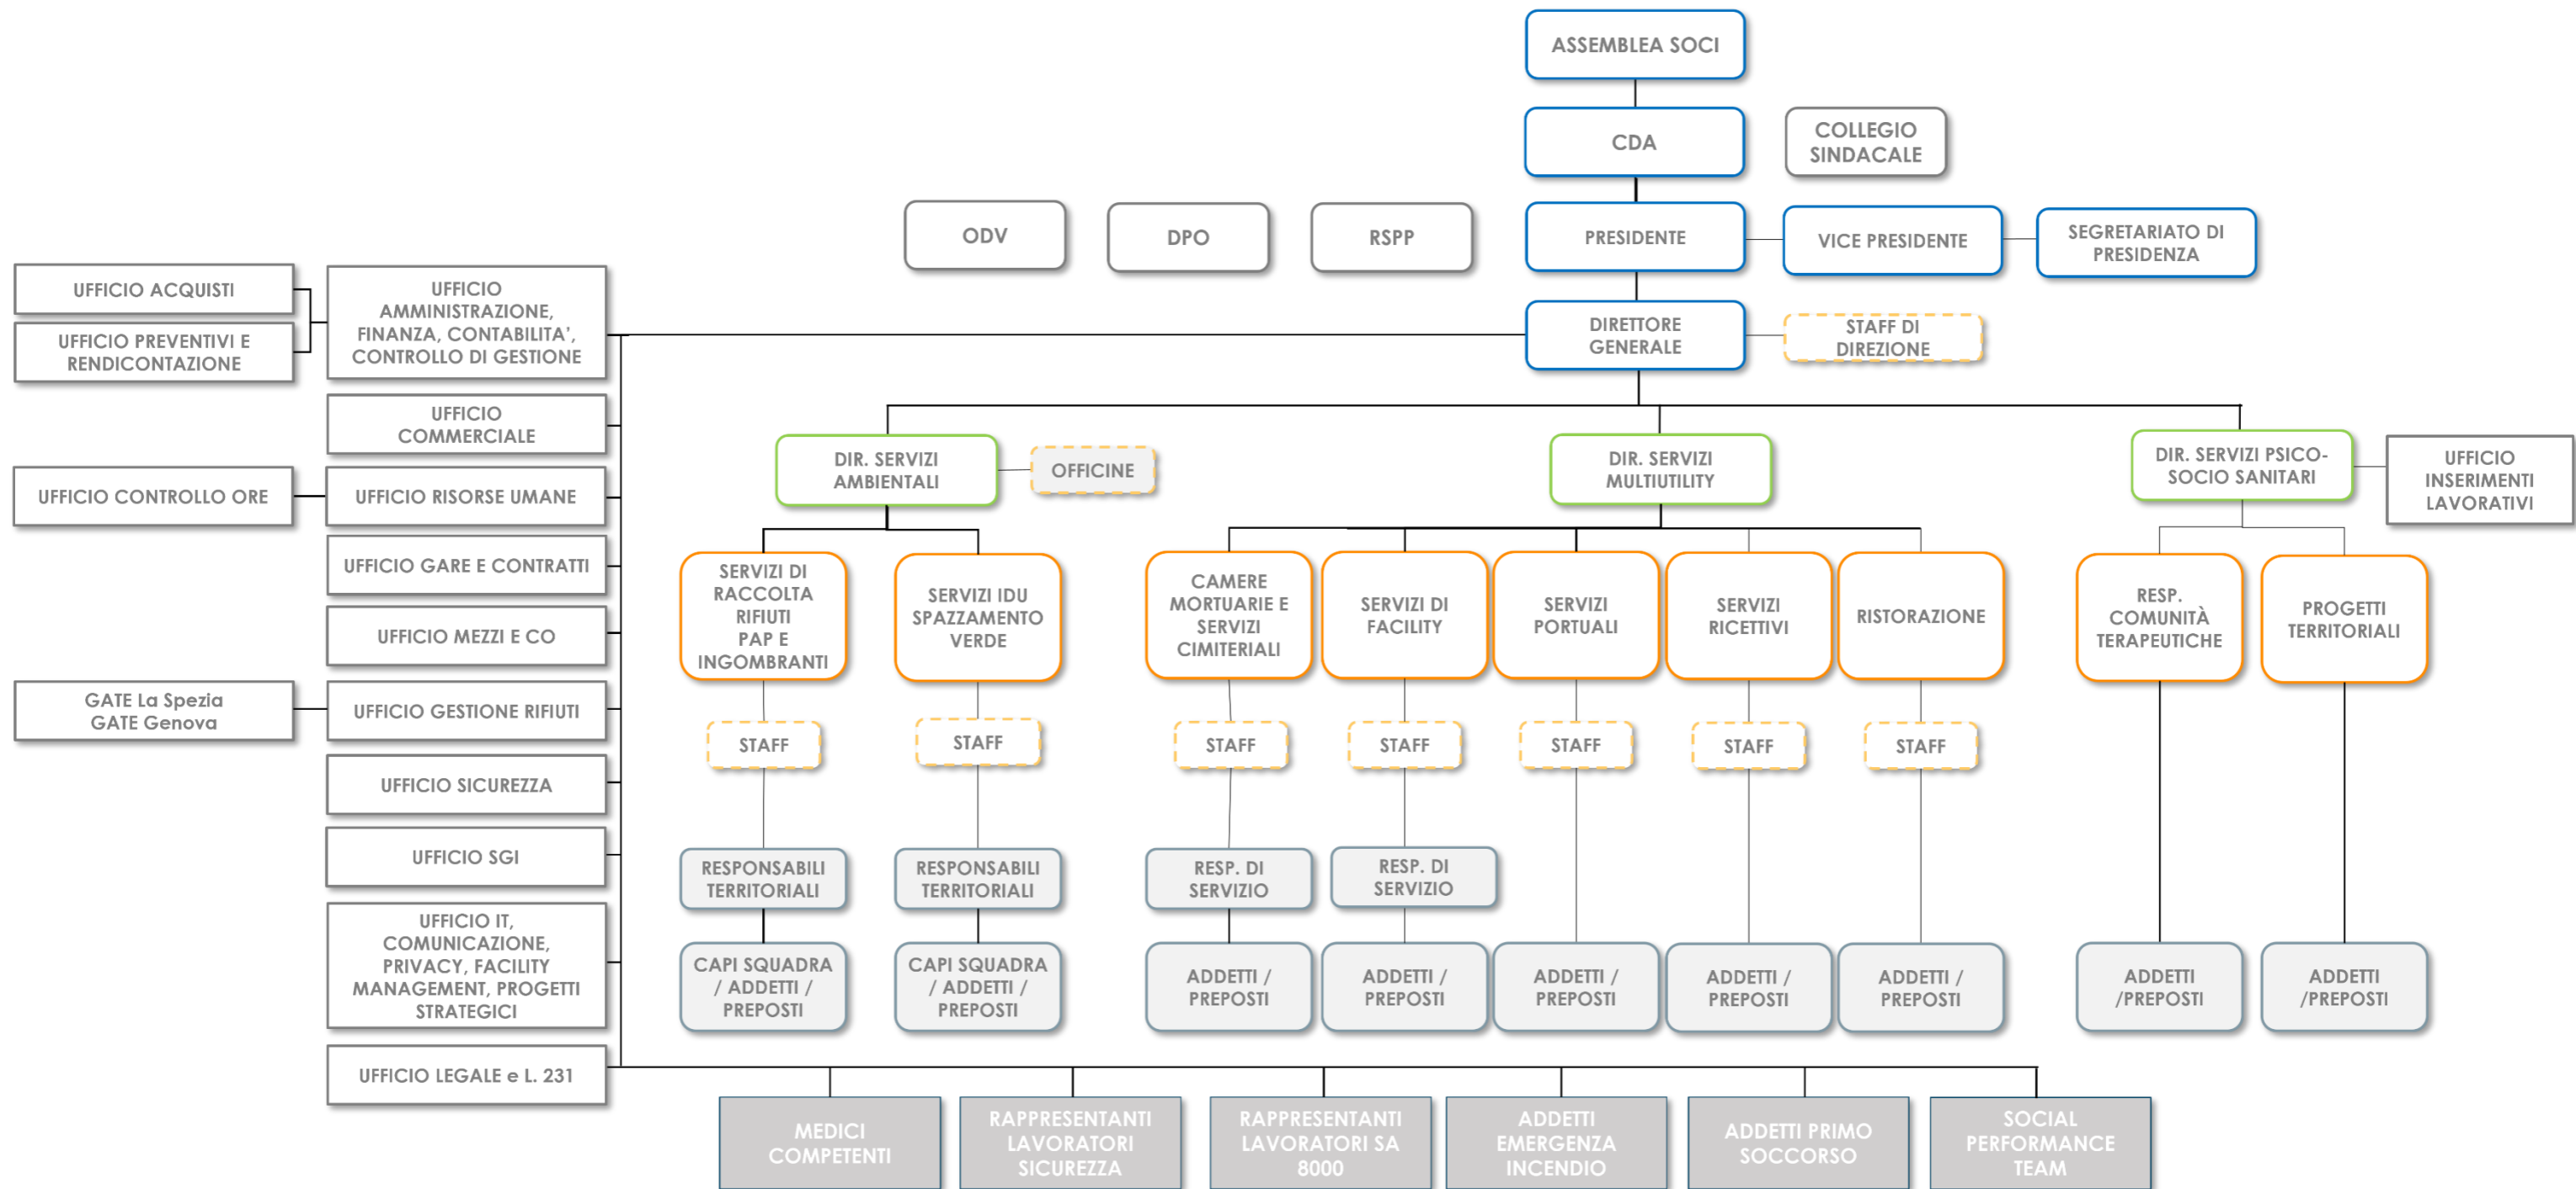 ASSEMBLEA SOCI
CDA
COLLEGIO
SINDACALE
ODV
DPO
RSPP
PRESIDENTE
VICE PRESIDENTE
SEGRETARIATO DI
PRESIDENZA
DIRETTORE
GENERALE
STAFF DI
DIREZIONE
UFFICIO ACQUISTI
UFFICIO PREVENTIVI E
RENDICONTAZIONE
UFFICIO
AMMINISTRAZIONE,
FINANZA, CONTABILITA',
CONTROLLO DI GESTIONE
UFFICIO
COMMERCIALE
UFFICIO CONTROLLO ORE
UFFICIO RISORSE UMANE
UFFICIO GARE E CONTRATTI
UFFICIO MEZZI E CO
GATE La Spezia
GATE Genova
UFFICIO GESTIONE RIFIUTI
UFFICIO SICUREZZA
UFFICIO SGI
UFFICIO IT,
COMUNICAZIONE,
PRIVACY, FACILITY
MANAGEMENT, PROGETTI
STRATEGICI
UFFICIO LEGALE e L. 231
DIR. SERVIZI
AMBIENTALI
OFFICINE
DIR. SERVIZI
MULTIUTILITY
DIR. SERVIZI PSICO-
SOCIO SANITARI
UFFICIO
INSERIMENTI
LAVORATIVI
SERVIZI DI
RACCOLTA
RIFIUTI
PAP E
INGOMBRANTI
SERVIZI IDU
SPAZZAMENTO
VERDE
CAMERE
MORTUARIE E
SERVIZI
CIMITERIALI
SERVIZI DI
FACILITY
SERVIZI
PORTUALI
SERVIZI
RICETTIVI
RISTORAZIONE
RESP.
COMUNITÀ
TERAPEUTICHE
PROGETTI
TERRITORIALI
STAFF
STAFF
STAFF
STAFF
STAFF
STAFF
STAFF
RESPONSABILI
TERRITORIALI
RESPONSABILI
TERRITORIALI
RESP. DI
SERVIZIO
RESP. DI
SERVIZIO
CAPI SQUADRA
/ ADDETTI /
PREPOSTI
CAPI SQUADRA
/ ADDETTI /
PREPOSTI
ADDETTI /
PREPOSTI
ADDETTI /
PREPOSTI
ADDETTI /
PREPOSTI
ADDETTI /
PREPOSTI
ADDETTI /
PREPOSTI
ADDETTI
/PREPOSTI
ADDETTI
/PREPOSTI
MEDICI
COMPETENTI
RAPPRESENTANTI
LAVORATORI
SICUREZZA
RAPPRESENTANTI
LAVORATORI SA
8000
ADDETTI
EMERGENZA
INCENDIO
ADDETTI PRIMO
SOCCORSO
SOCIAL
PERFORMANCE
TEAM